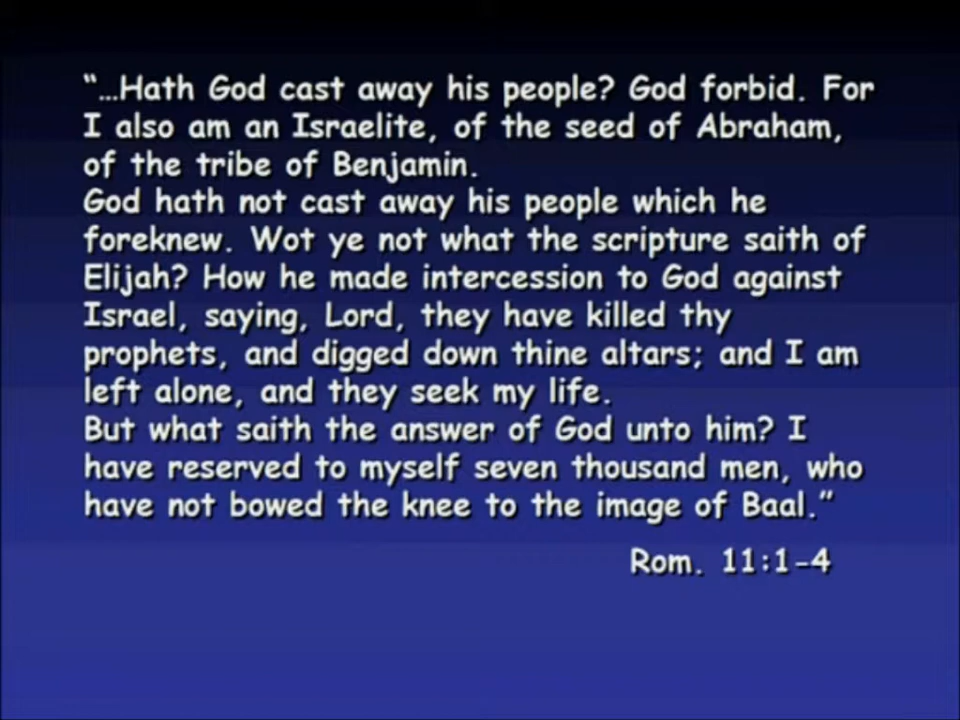 “…Hath God cast away his people? God forbid. For
I also am an Israelite, of the seed of Abraham,
of the tribe of Benjamin.
God hath not cast away his people which he
foreknew. Wot ye not what the scripture saith of
Elijah? How he made intercession to God against
Israel, saying, Lord, they have killed thy
prophets, and digged down thine altars; and I am
left alone, and they seek my life.
But what saith the answer of God unto him? I
have reserved to myself seven thousand men, who
have not bowed the knee to the image of Baal.”
Rom. 11:1-4